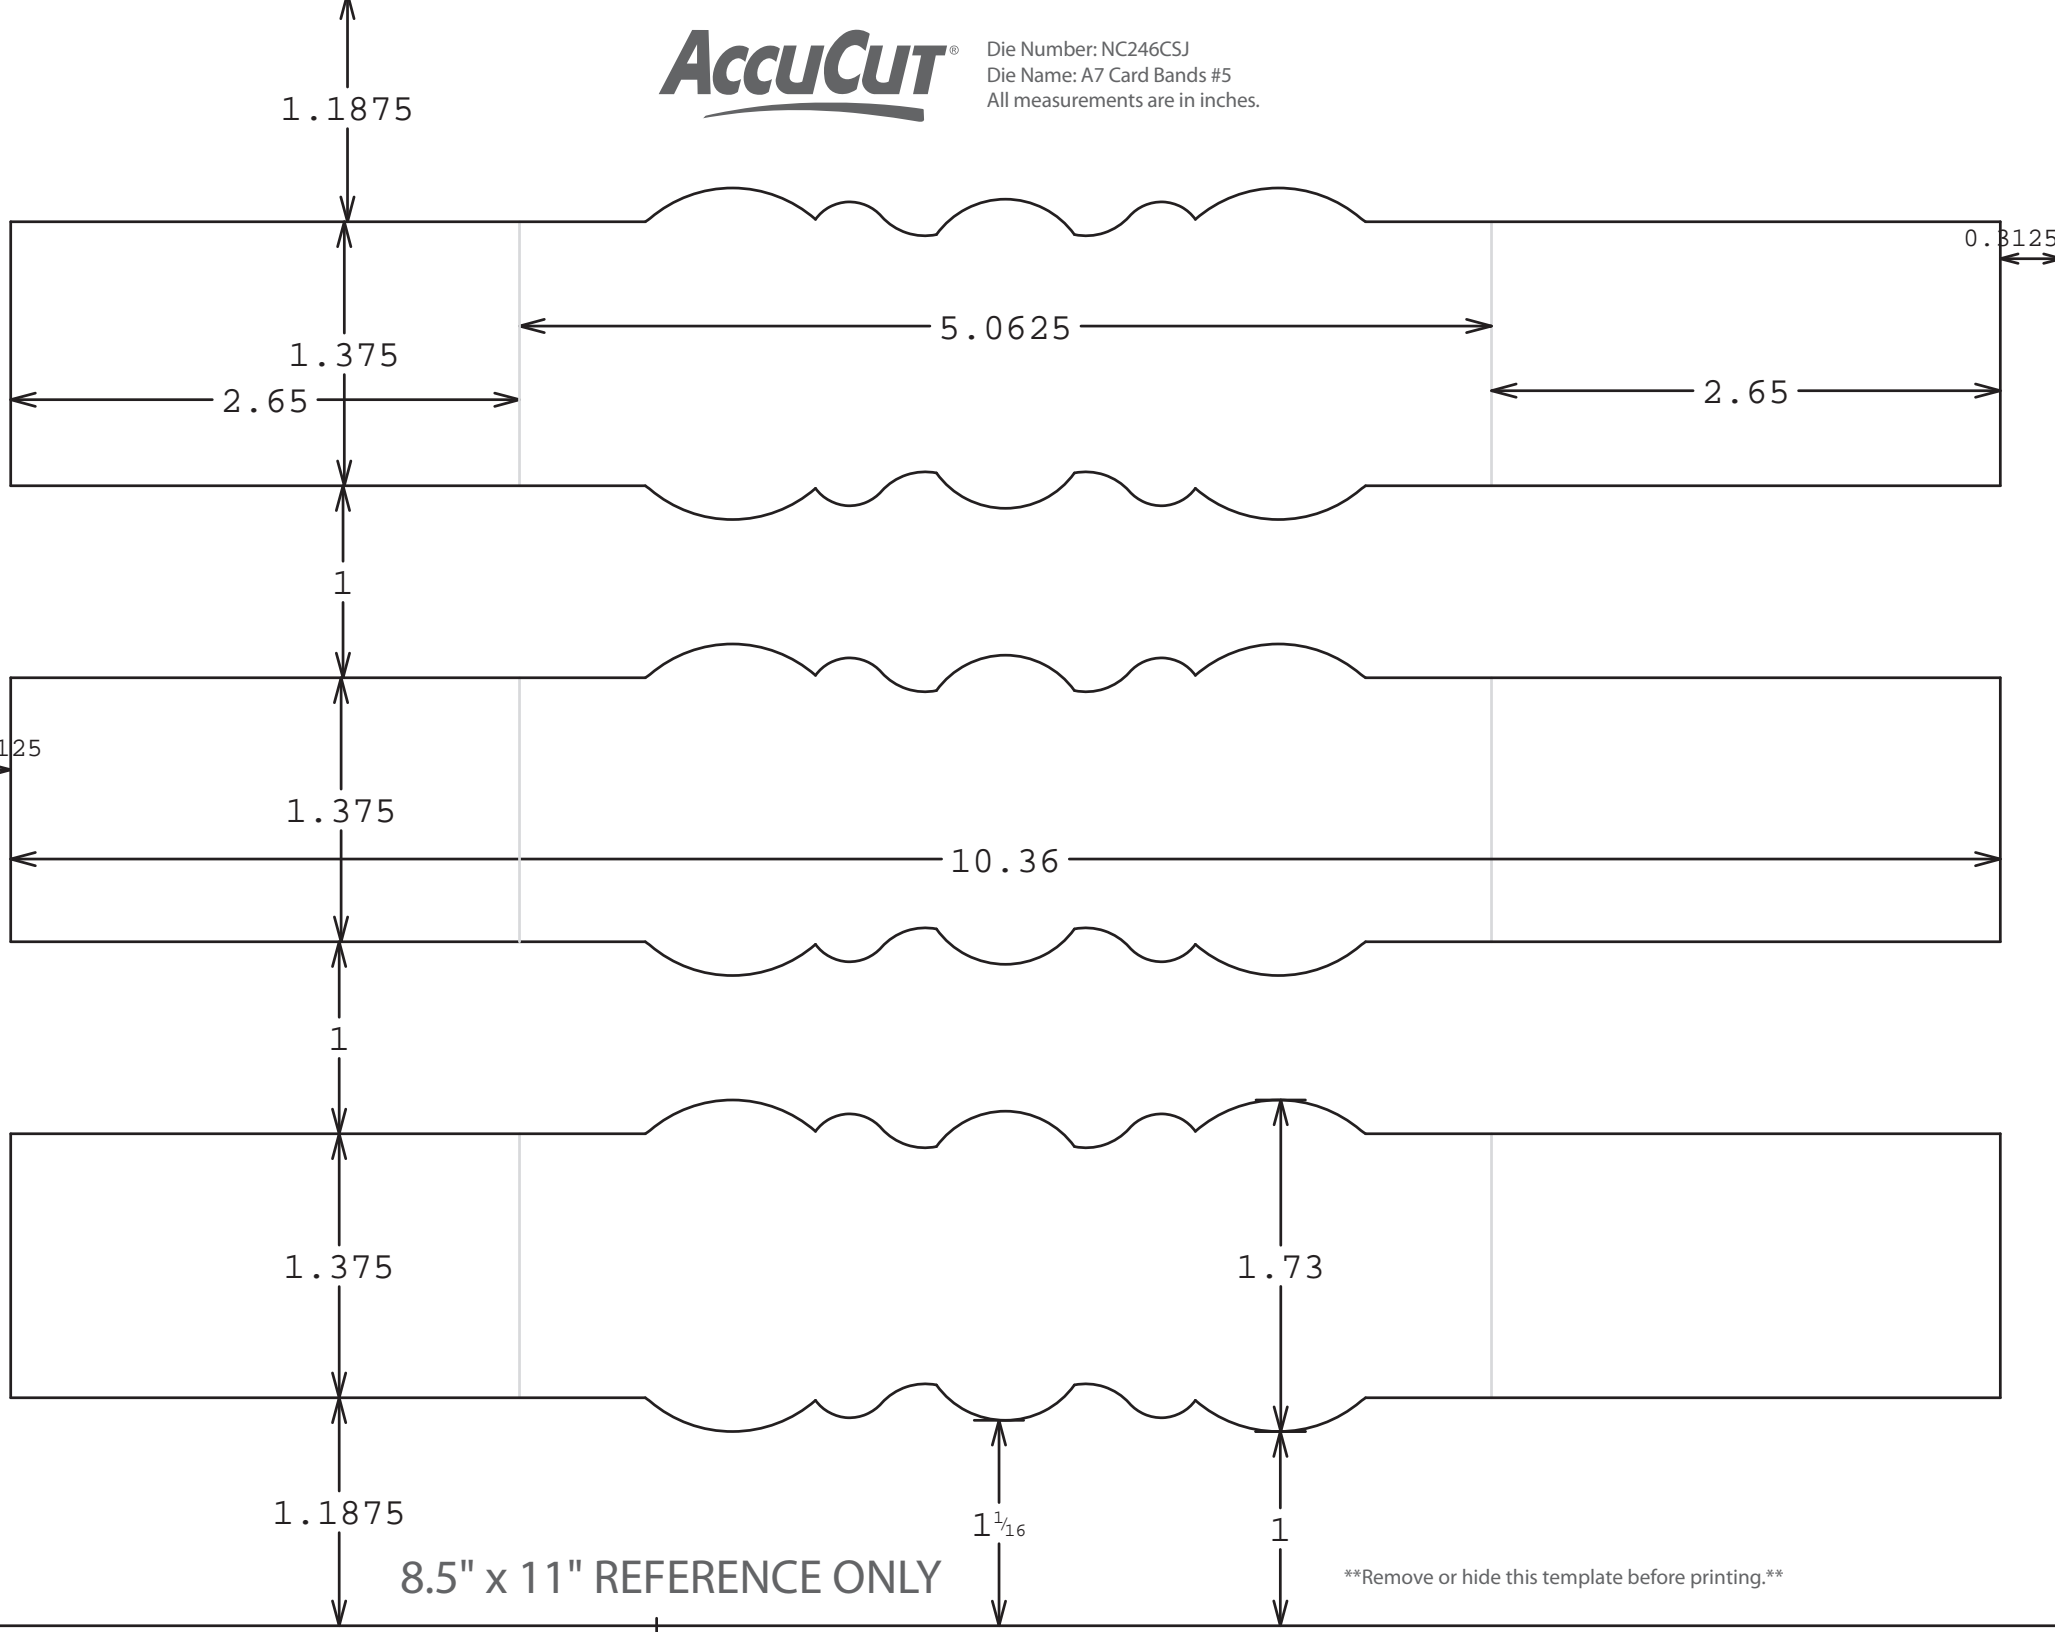 ACCUCUT®
Die Number: NC246CSJ
Die Name: A7 Card Bands #5
All measurements are in inches.
1.1875
0.3125
5.0625
1.375
2.65
2.65
1
125
1.375
10.36
1
1.375
1.73
1.1875
1 1/16
1
8.5" x 11" REFERENCE ONLY
**Remove or hide this template before printing.**